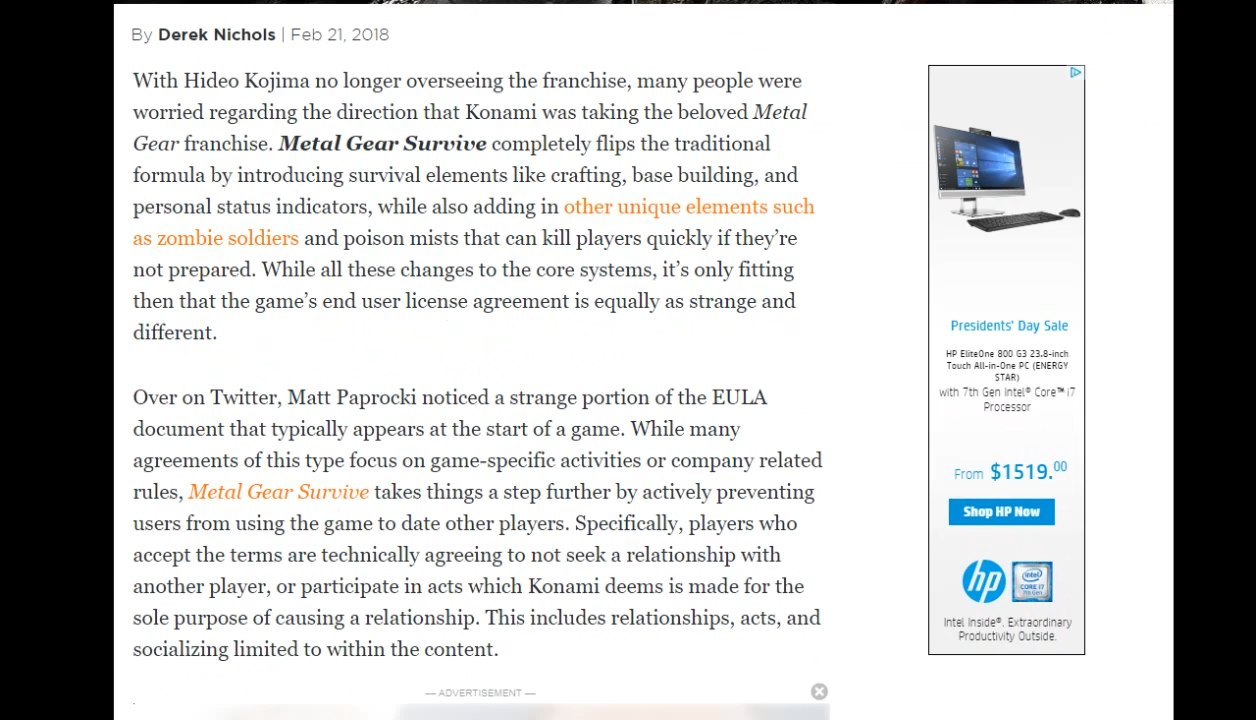 By Derek Nichols | Feb 21, 2018
With Hideo Kojima no longer overseeing the franchise, many people were
worried regarding the direction that Konami was taking the beloved Metal
Gear franchise. Metal Gear Survive completely flips the traditional
formula by introducing survival elements like crafting, base building, and
personal status indicators, while also adding in other unique elements such
as zombie soldiers and poison mists that can kill players quickly if they’re
not prepared. While all these changes to the core systems, it’s only fitting
then that the game’s end user license agreement is equally as strange and
different.
Over on Twitter, Matt Paprocki noticed a strange portion of the EULA
document that typically appears at the start of a game. While many
agreements of this type focus on game-specific activities or company related
rules, Metal Gear Survive takes things a step further by actively preventing
users from using the game to date other players. Specifically, players who
accept the terms are technically agreeing to not seek a relationship with
another player, or participate in acts which Konami deems is made for the
sole purpose of causing a relationship. This includes relationships, acts, and
socializing limited to within the content.
— ADVERTISEMENT —
Presidents' Day Sale
HP EliteOne 800 G3 23.8-inch
Touch All-in-One PC (ENERGY
STAR)
with 7th Gen Intel® Core™ i7
Processor
From $1519.00
Shop HP Now
hp
intel
CORE i7
7th Gen
Intel Inside®. Extraordinary
Productivity Outside.